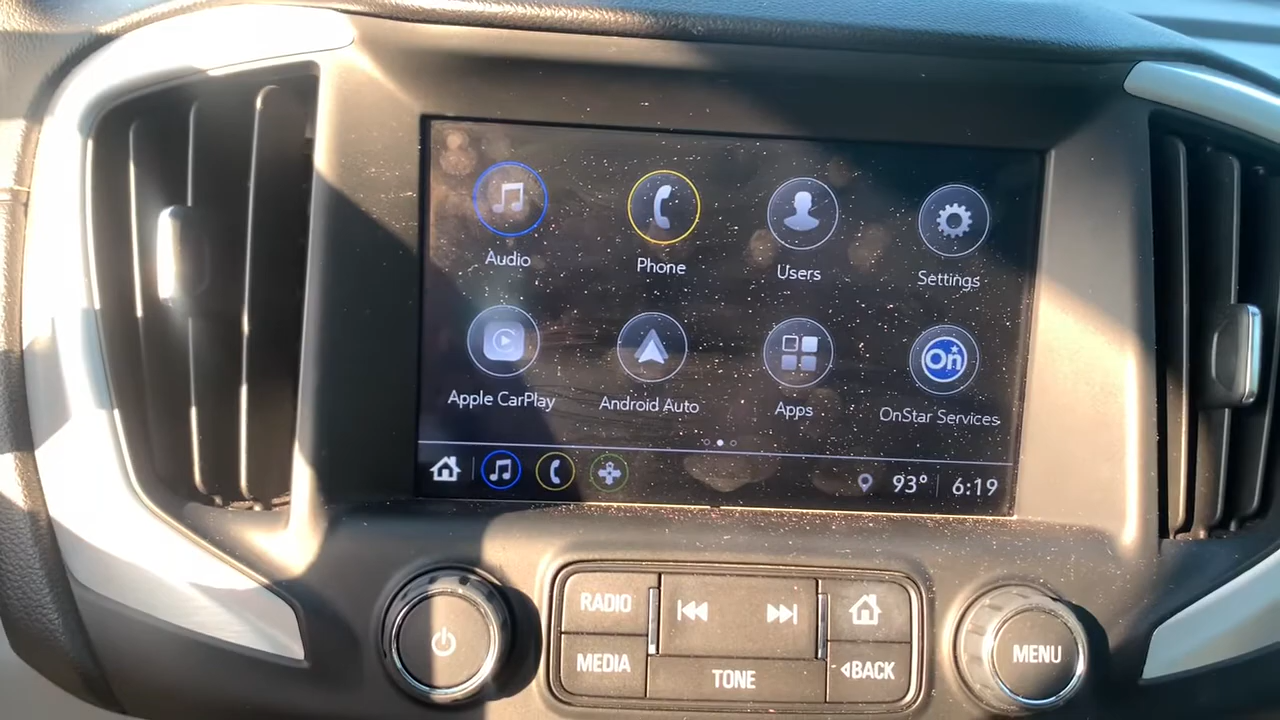 Audio
Phone
Users
Settings
Apple CarPlay
Android Auto
Apps
On
OnStar Services
93° 6:19
RADIO
MEDIA
TONE
BACK
MENU